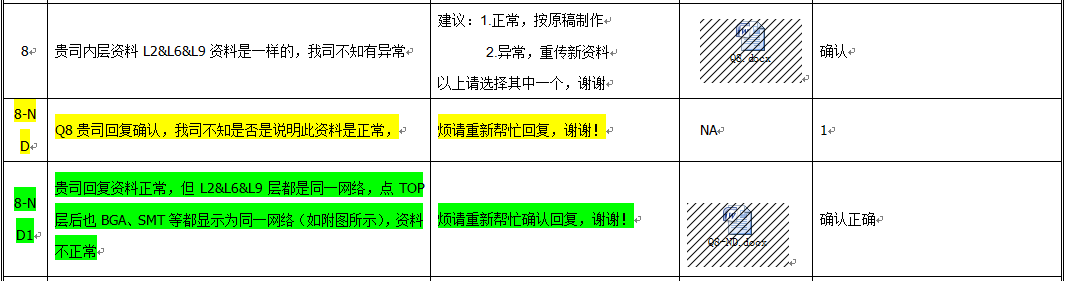 8
贵司内层资料 L2&L6&L9 资料是一样的，我司不知有异常
建议：1.正常，按原稿制作
2.异常，重传新资料
以上请选择其中一个，谢谢
Q8.docx
确认
8-N
D
Q8 贵司回复确认，我司不知是否是说明此资料是正常，
烦请重新帮忙回复，谢谢！
NA
1
8-N
D1
贵司回复资料正常，但 L2&L6&L9 层都是同一网络，点 TOP
层后也 BGA、SMT 等都显示为同一网络（如附图所示），资料
不正常
烦请重新帮忙确认回复，谢谢！
Q8-ND.docx
确认正确